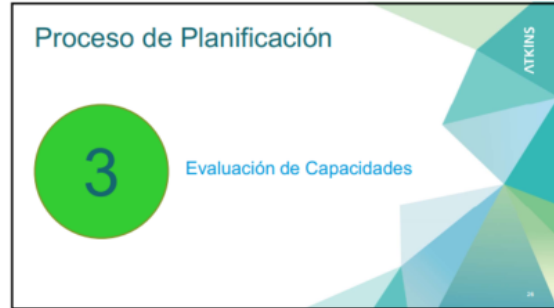 Proceso de Planificación
ATKINS
3
Evaluación de Capacidades